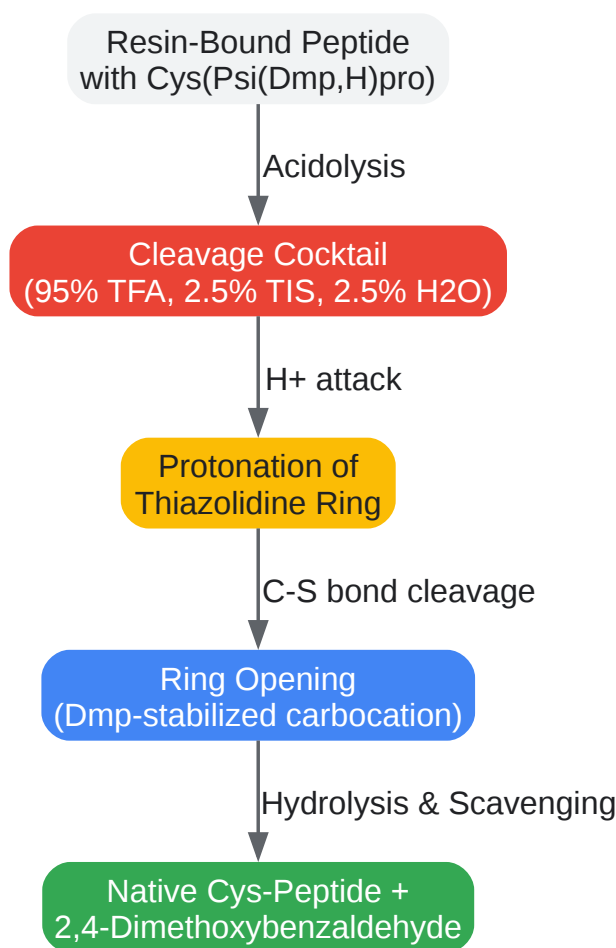 Resin-Bound Peptide
with Cys(Psi(Dmp,H)pro)
Acidolysis
Cleavage Cocktail
(95% TFA, 2.5% TIS, 2.5% H2O)
H+ attack
Protonation of
Thiazolidine Ring
C-S bond cleavage
Ring Opening
(Dmp-stabilized carbocation)
Hydrolysis & Scavenging
Native Cys-Peptide +
2,4-Dimethoxybenzaldehyde